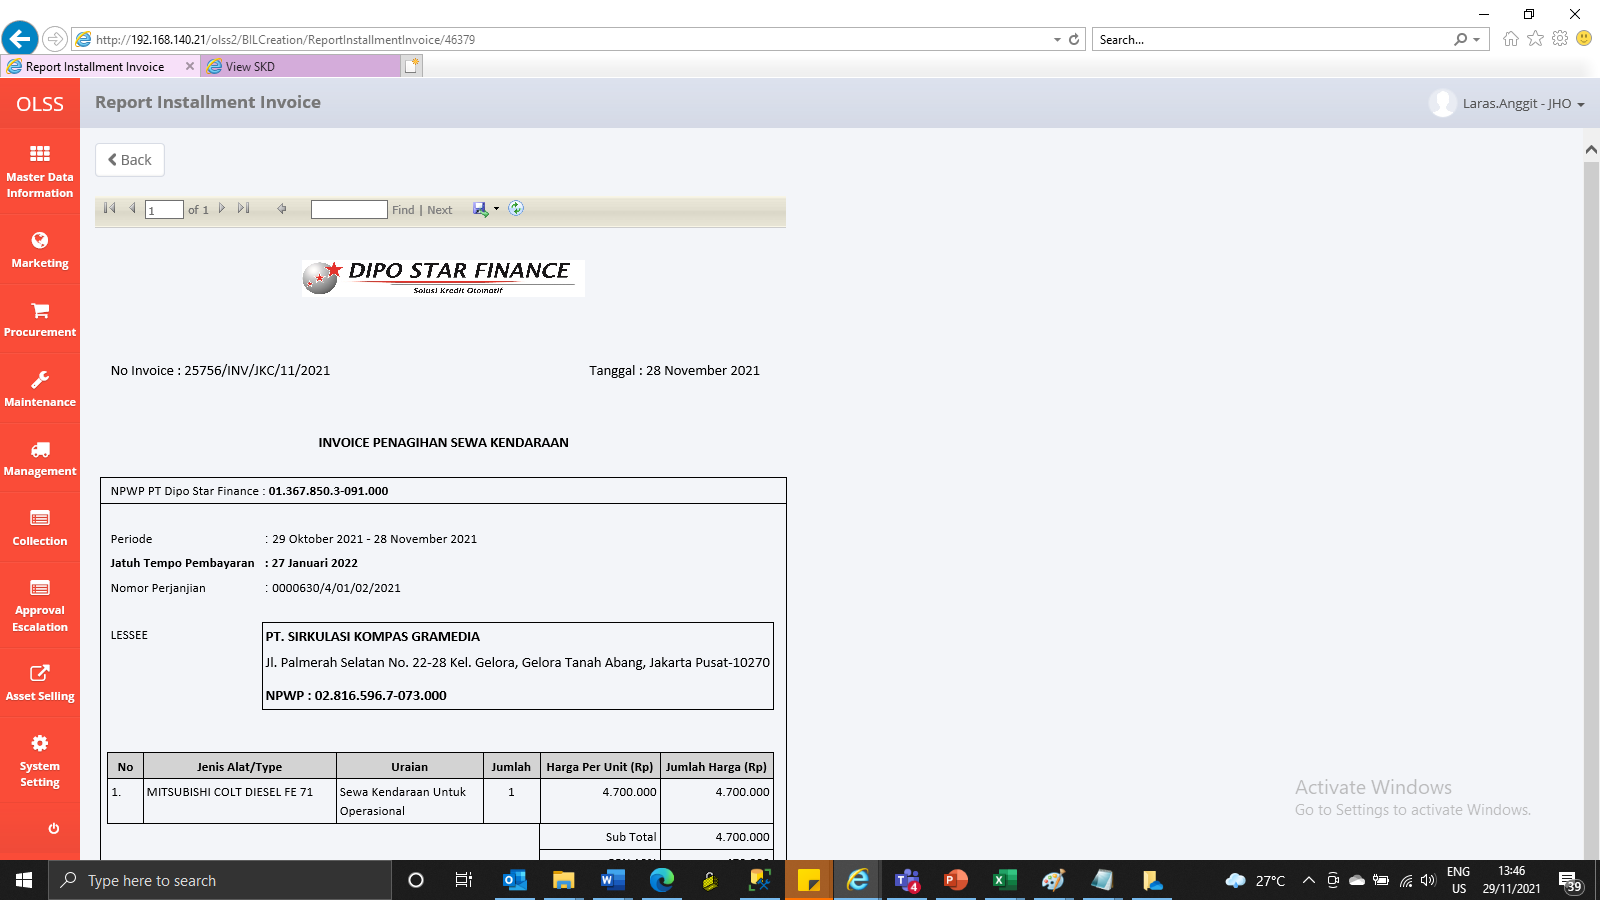 http://192.168.140.21/olss2/BILCreation/ReportInstallmentInvoice/46379
Search...
Report Installment Invoice
View SKD
OLSS
Report Installment Invoice
Laras.Anggit - JHO
Back
Master Data
Information
Marketing
Procurement
Maintenance
Management
Collection
Approval
Escalation
Asset Selling
System
Setting
1 of 1
Find | Next
DIPO STAR FINANCE
Solusi Kredit Otomatif
No Invoice : 25756/INV/JKC/11/2021
Tanggal : 28 November 2021
INVOICE PENAGIHAN SEWA KENDARAAN
NPWP PT Dipo Star Finance : 01.367.850.3-091.000
Periode : 29 Oktober 2021 - 28 November 2021
Jatuh Tempo Pembayaran : 27 Januari 2022
Nomor Perjanjian : 0000630/4/01/02/2021
LESSEE
PT. SIRKULASI KOMPAS GRAMEDIA
Jl. Palmerah Selatan No. 22-28 Kel. Gelora, Gelora Tanah Abang, Jakarta Pusat-10270
NPWP : 02.816.596.7-073.000
No Jenis Alat/Type Uraian Jumlah Harga Per Unit (Rp) Jumlah Harga (Rp)
1. MITSUBISHI COLT DIESEL FE 71 Sewa Kendaraan Untuk 1 4.700.000 4.700.000
Operasional
Sub Total 4.700.000
Activate Windows
Go to Settings to activate Windows.
Type here to search
4
27°C
ENG
US
13:46
29/11/2021
39